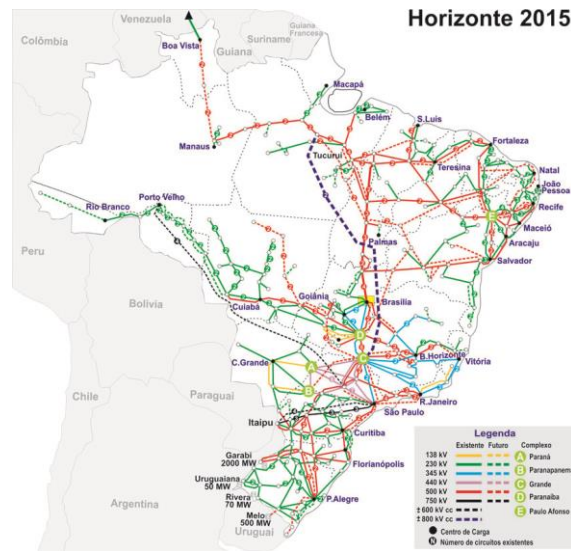 Horizonte 2015
Venezuela
Colômbia
Suriname
Guiana
Francesa
Guiana
Boa Vista
Macapá
Belém
S.Luis
Fortaleza
Manaus
Tucuruí
Teresina
Natal
João
Pessoa
Recife
Maceió
Aracaju
Salvador
Porto Velho
Rio Branco
Palmas
Peru
Bolivia
Cuiabá
Goiânia
Brasília
C.Grande
B.Horizonte
Vitória
R.Janeiro
São Paulo
Chile
Paraguai
Itaipu
Curitiba
Garabi
2000 MW
Florianópolis
Uruguaiana
50 MW
Rivera
70 MW
P.Alegre
Melo
500 MW
Argentina
Uruguai
A
B
C
D
E
Legenda
Existente Futuro Complexo
138 kV A Paraná
230 kV B Paranapanem
345 kV C Grande
440 kV D Paranaiba
500 kV E Paulo Afonso
750 kV
±600 kV cc
±800 kV cc
Centro de Carga
N Número de circuitos existentes